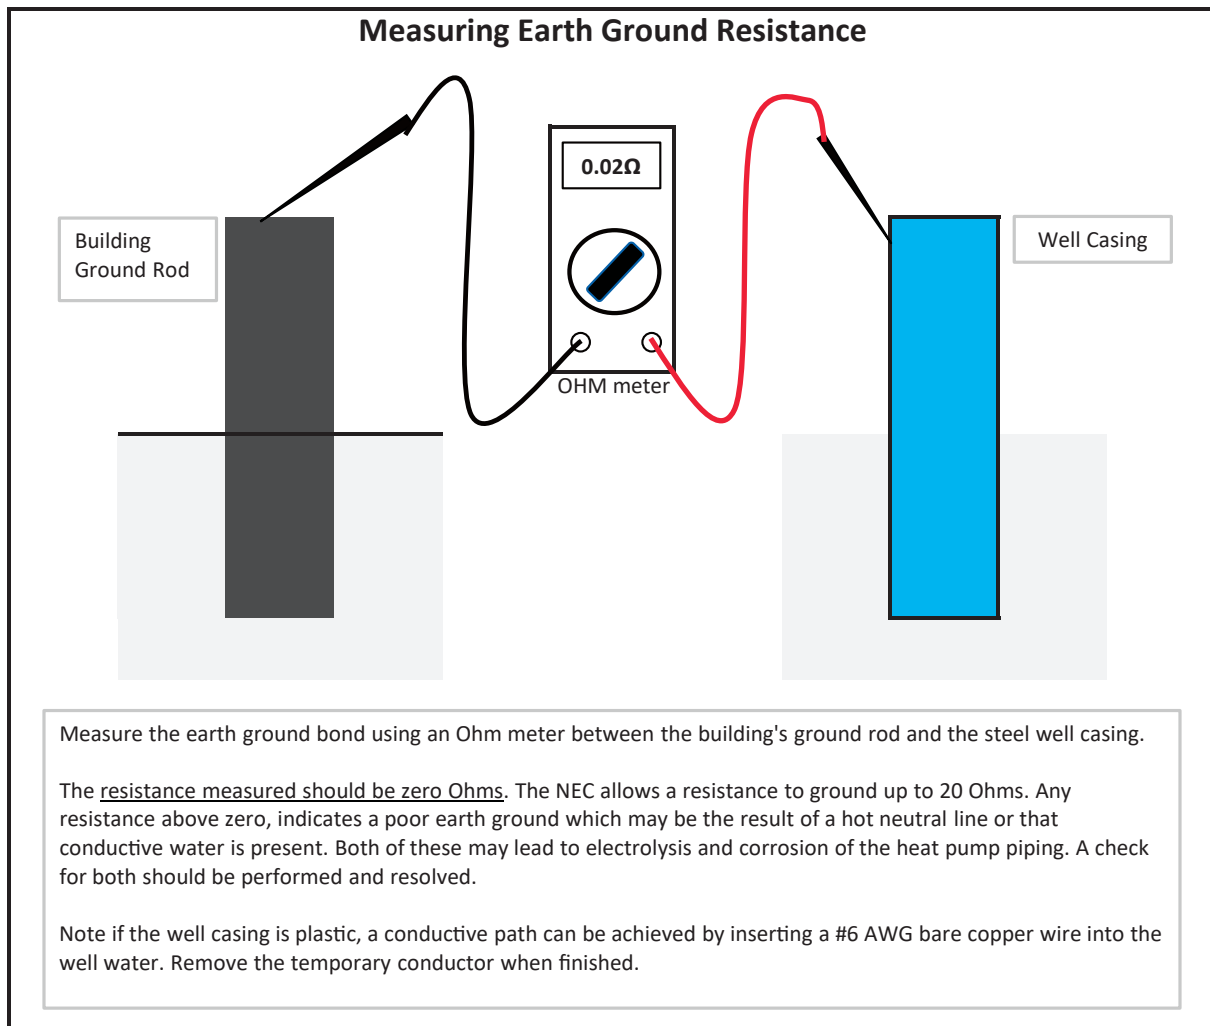 Measuring Earth Ground Resistance
0.02Ω
Building
Ground Rod
Well Casing
OHM meter
Measure the earth ground bond using an Ohm meter between the building's ground rod and the steel well casing.
The resistance measured should be zero Ohms. The NEC allows a resistance to ground up to 20 Ohms. Any
resistance above zero, indicates a poor earth ground which may be the result of a hot neutral line or that
conductive water is present. Both of these may lead to electrolysis and corrosion of the heat pump piping. A check
for both should be performed and resolved.
Note if the well casing is plastic, a conductive path can be achieved by inserting a #6 AWG bare copper wire into the
well water. Remove the temporary conductor when finished.